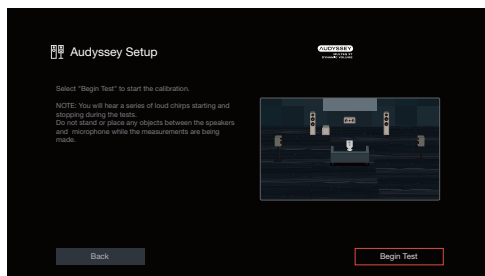 Audyssey Setup
AUDYSSEY
DYNAMIC VOLUME
Select "Begin Test" to start the calibration.
NOTE: You will hear a series of loud chirps starting and
stopping during the tests.
Do not stand or place any objects between the speakers
and microphone while the measurements are being
made.
Back
Begin Test